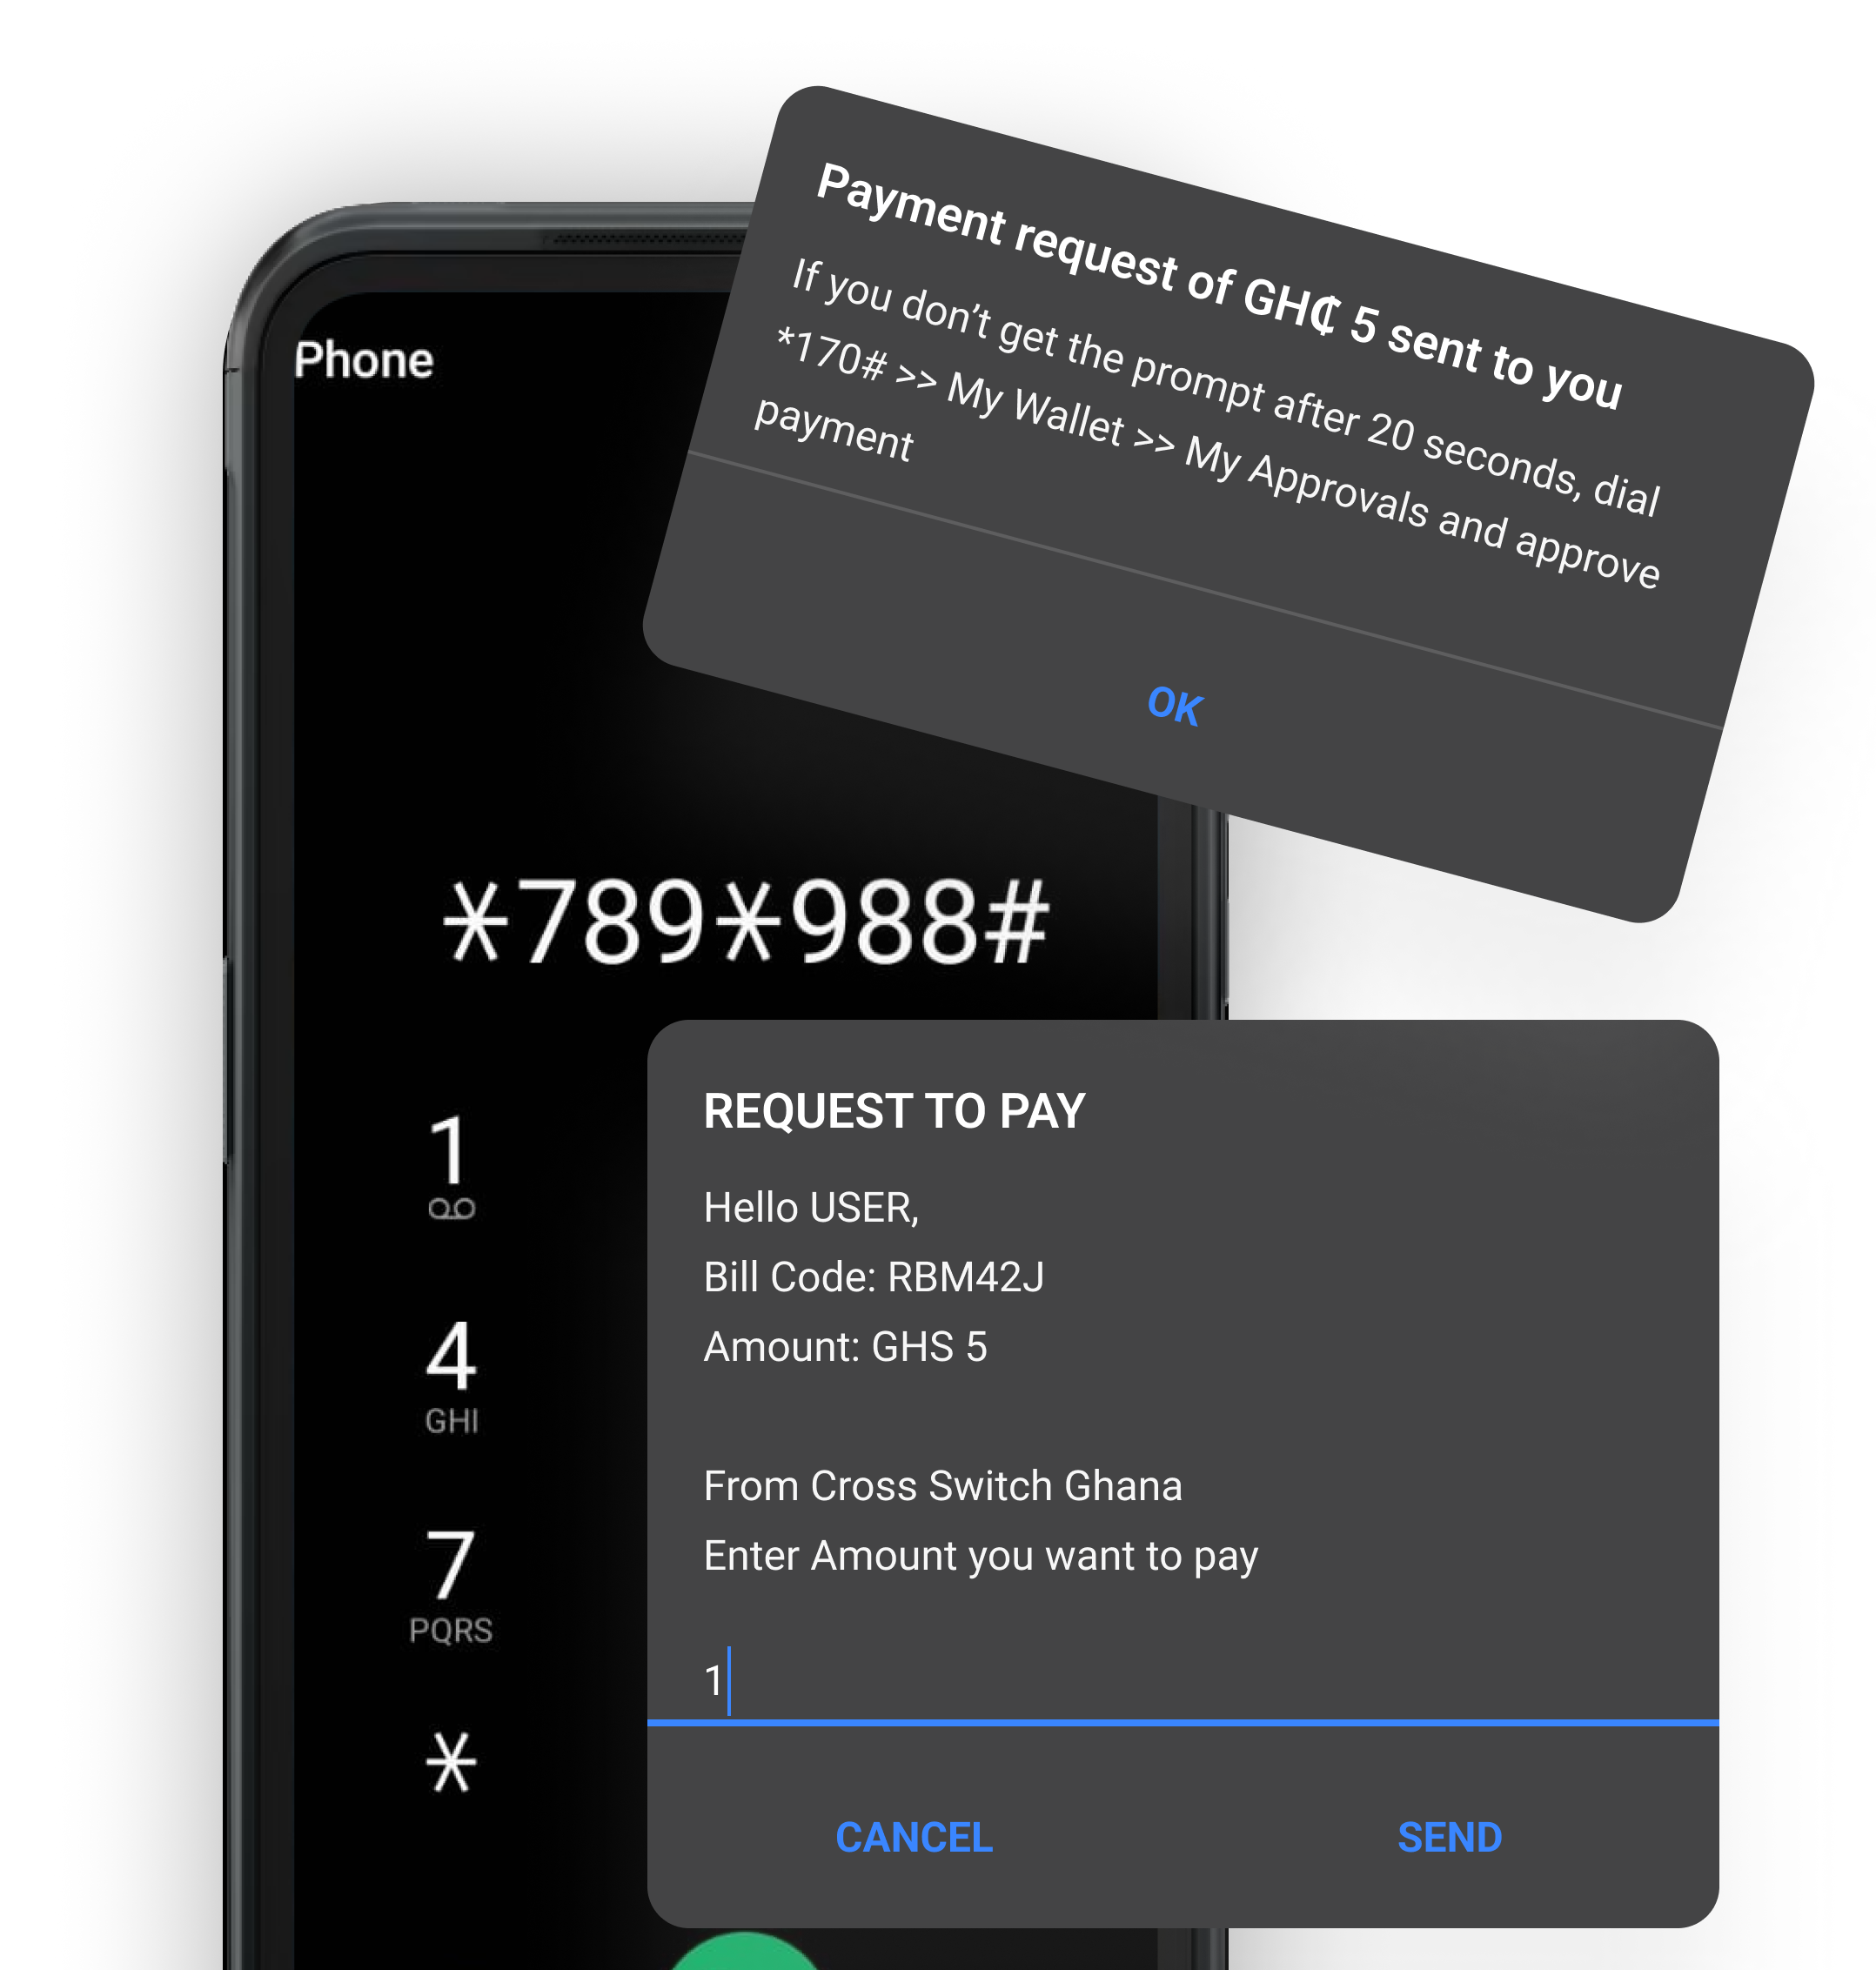 Payment request of GH₵ 5 sent to you
If you don’t get the prompt after 20 seconds, dial
*170# >> My Wallet >> My Approvals and approve
payment
OK
Phone
*789*988#
1
4
GHI
7
PQRS
*
REQUEST TO PAY
Hello USER,
Bill Code: RBM42J
Amount: GHS 5
From Cross Switch Ghana
Enter Amount you want to pay
1
CANCEL SEND